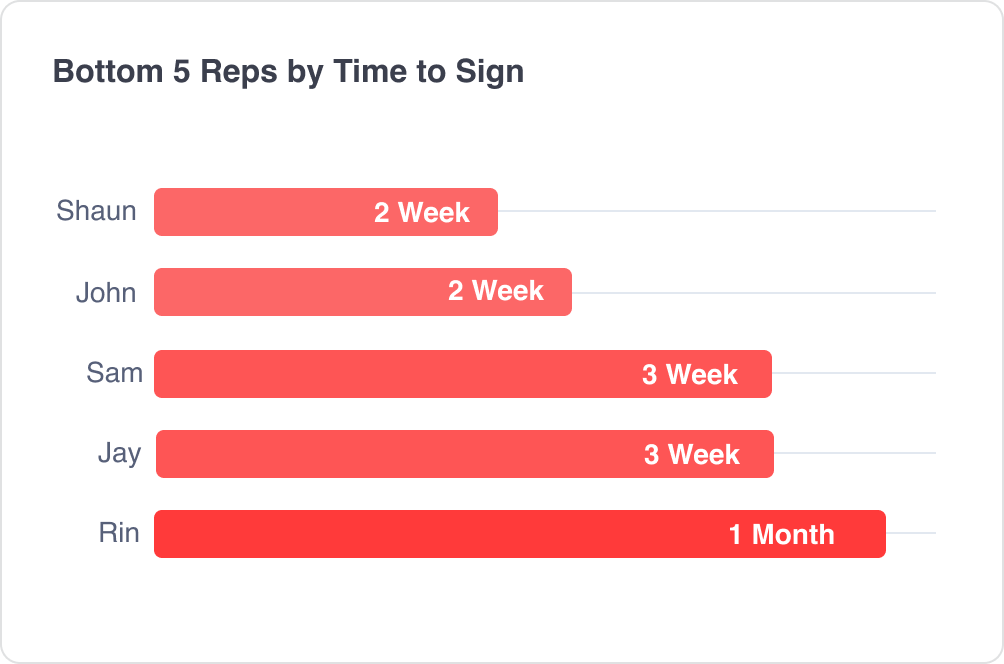 Bottom 5 Reps by Time to Sign
Shaun 2 Week
John 2 Week
Sam 3 Week
Jay 3 Week
Rin 1 Month